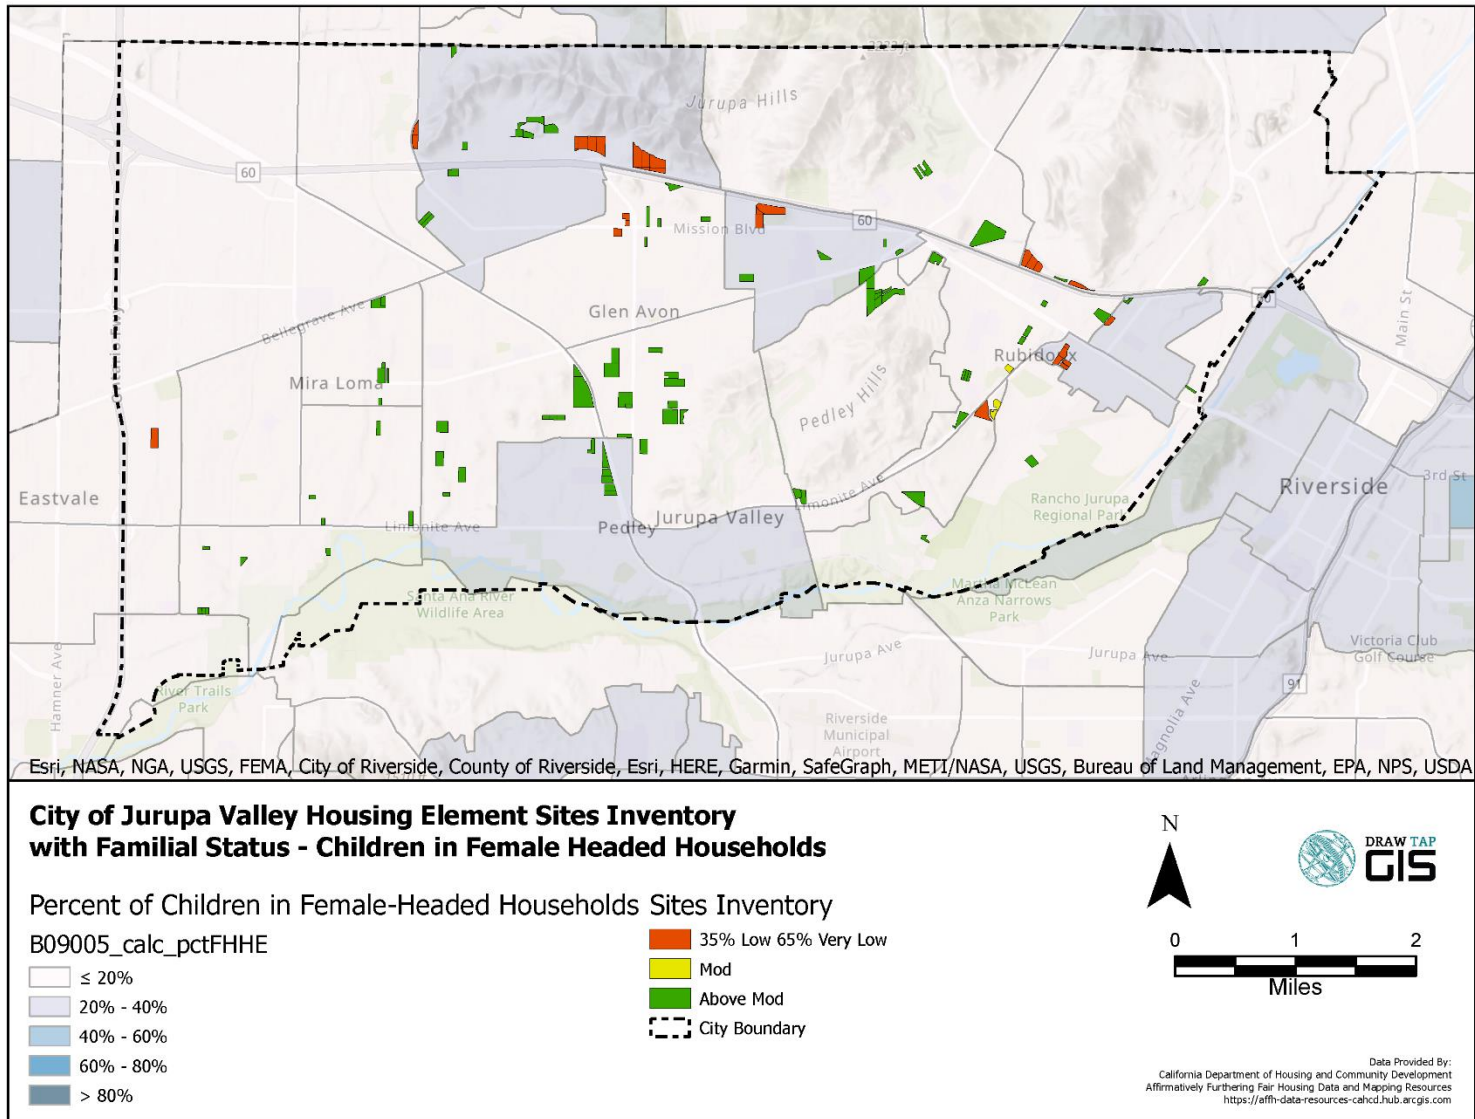 2223 ft
Jurupa Hills
60
60
Mission Blvd
Glen Avon
Bellegrave Ave
Mira Loma
Rubidoux
60
Main St
Pedley Hills
Eastvale
Limonite Ave
Limonite Ave
Pedley
Jurupa Valley
Rancho Jurupa
Regional Park
Riverside
3rd St
Santa Ana River
Wildlife Area
Martha McLean
Anza Narrows
Park
Jurupa Ave
Jurupa Ave
Victoria Club
Golf Course
Hamner Ave
River Trails
Park
91
Magnolia Ave
Riverside
Municipal
Airport
Esri, NASA, NGA, USGS, FEMA, City of Riverside, County of Riverside, Esri, HERE, Garmin, SafeGraph, METI/NASA, USGS, Bureau of Land Management, EPA, NPS, USDA
City of Jurupa Valley Housing Element Sites Inventory
with Familial Status - Children in Female Headed Households
Percent of Children in Female-Headed Households
B09005_calc_pctFHHE
≤ 20%
20% - 40%
40% - 60%
60% - 80%
> 80%
Sites Inventory
35% Low 65% Very Low
Mod
Above Mod
City Boundary
N
DRAW TAP
GIS
0 1 2
Miles
Data Provided By:
California Department of Housing and Community Development
Affirmatively Furthering Fair Housing Data and Mapping Resources
https://affh-data-resources-cahcd.hub.arcgis.com